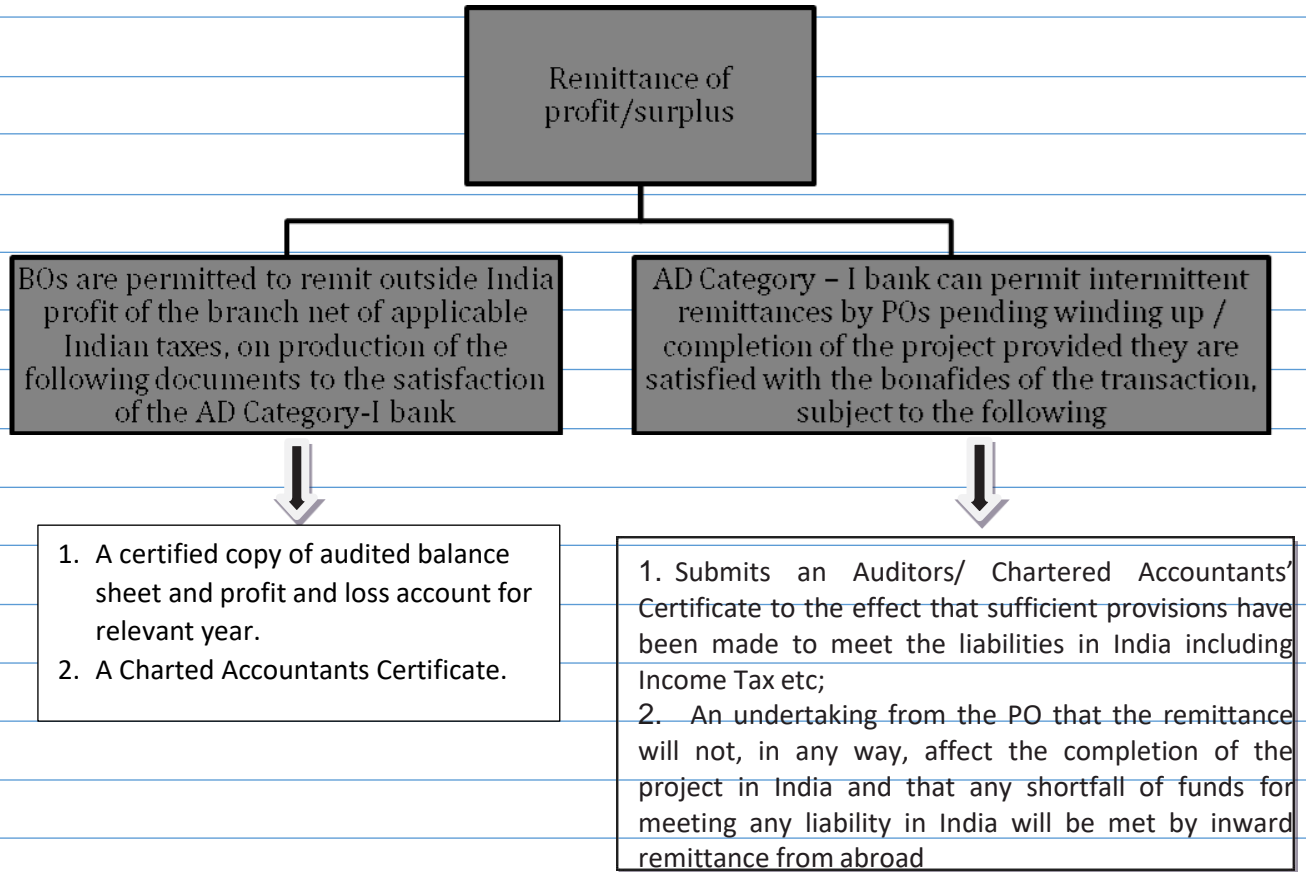 Remittance of
profit/surplus
BOs are permitted to remit outside India
profit of the branch net of applicable
Indian taxes, on production of the
following documents to the satisfaction
of the AD Category-I bank
AD Category – I bank can permit intermittent
remittances by POs pending winding up /
completion of the project provided they are
satisfied with the bonafides of the transaction,
subject to the following
1. A certified copy of audited balance
sheet and profit and loss account for
relevant year.
2. A Charted Accountants Certificate.
1. Submits an Auditors/ Chartered Accountants’
Certificate to the effect that sufficient provisions have
been made to meet the liabilities in India including
Income Tax etc;
2. An undertaking from the PO that the remittance
will not, in any way, affect the completion of the
project in India and that any shortfall of funds for
meeting any liability in India will be met by inward
remittance from abroad